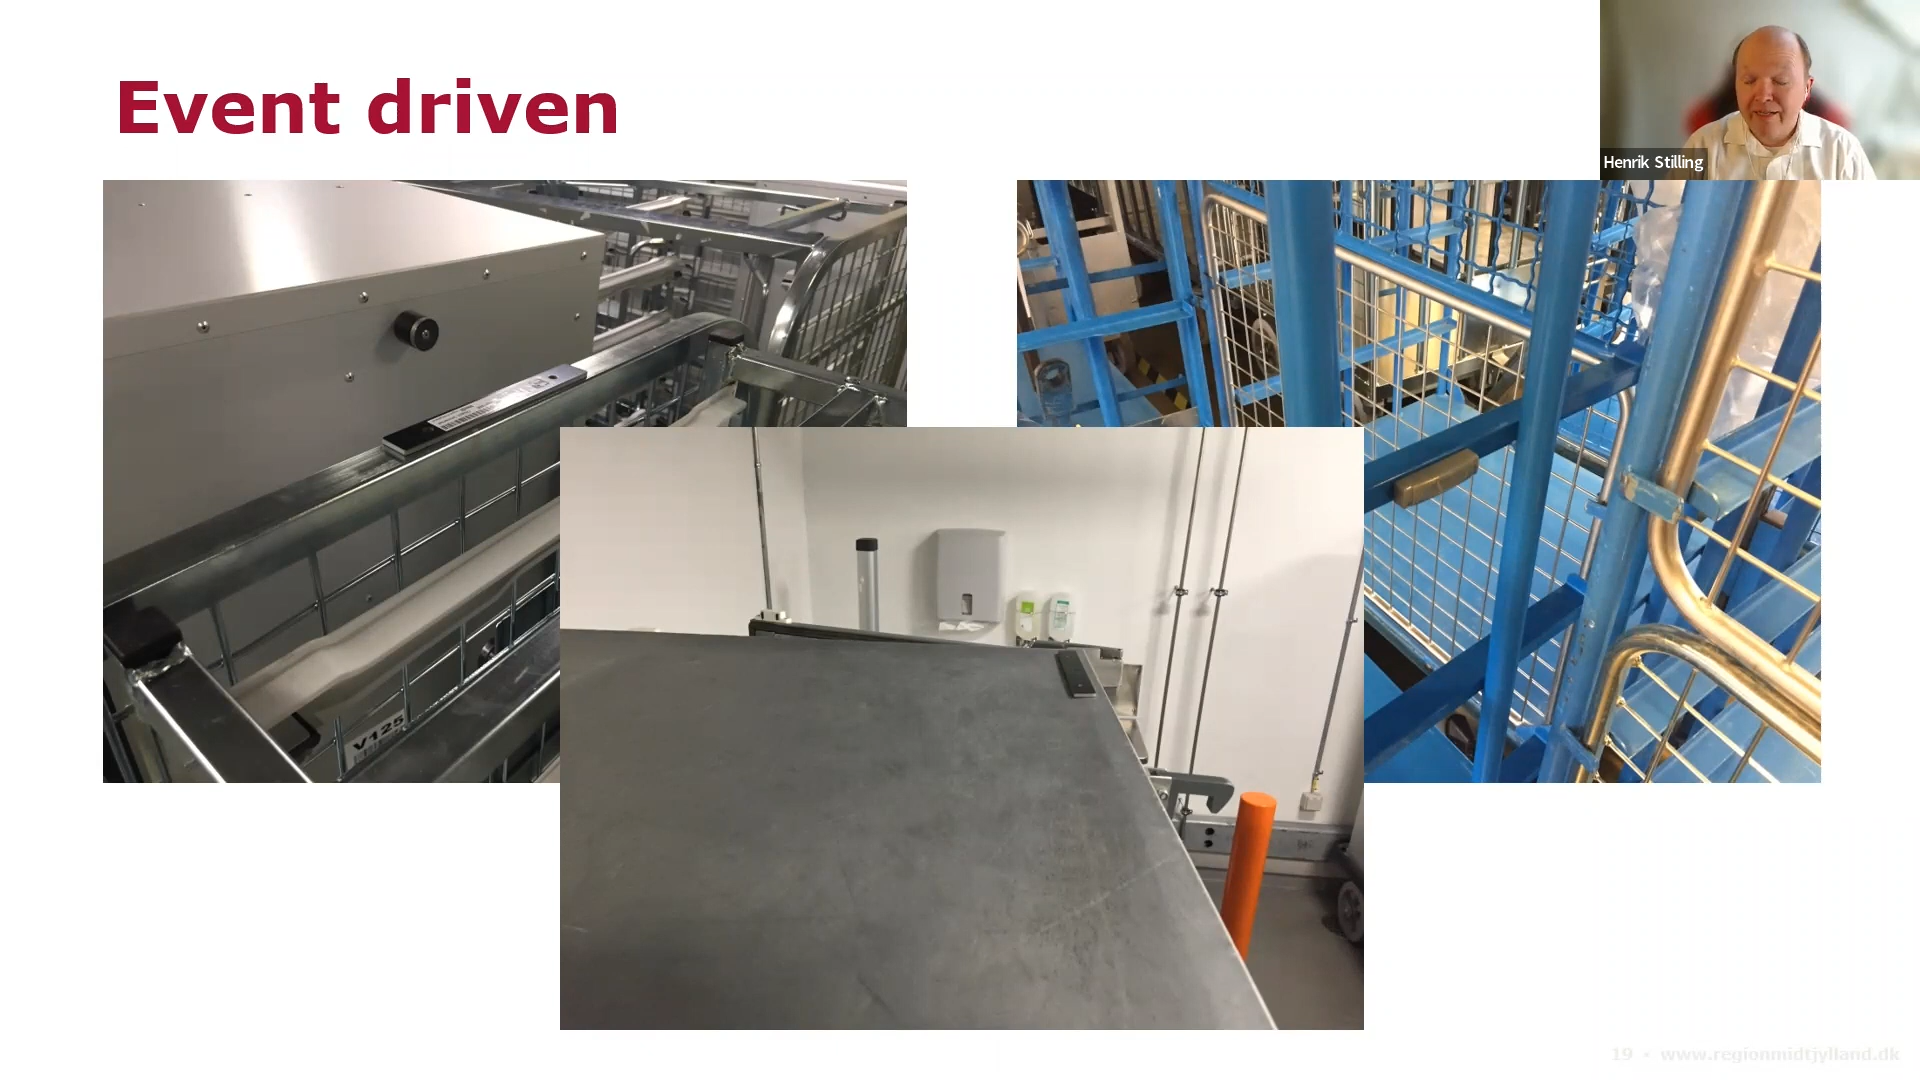 Event driven
Henrik Stilling
V125
19 • www.regionmidtjylland.dk